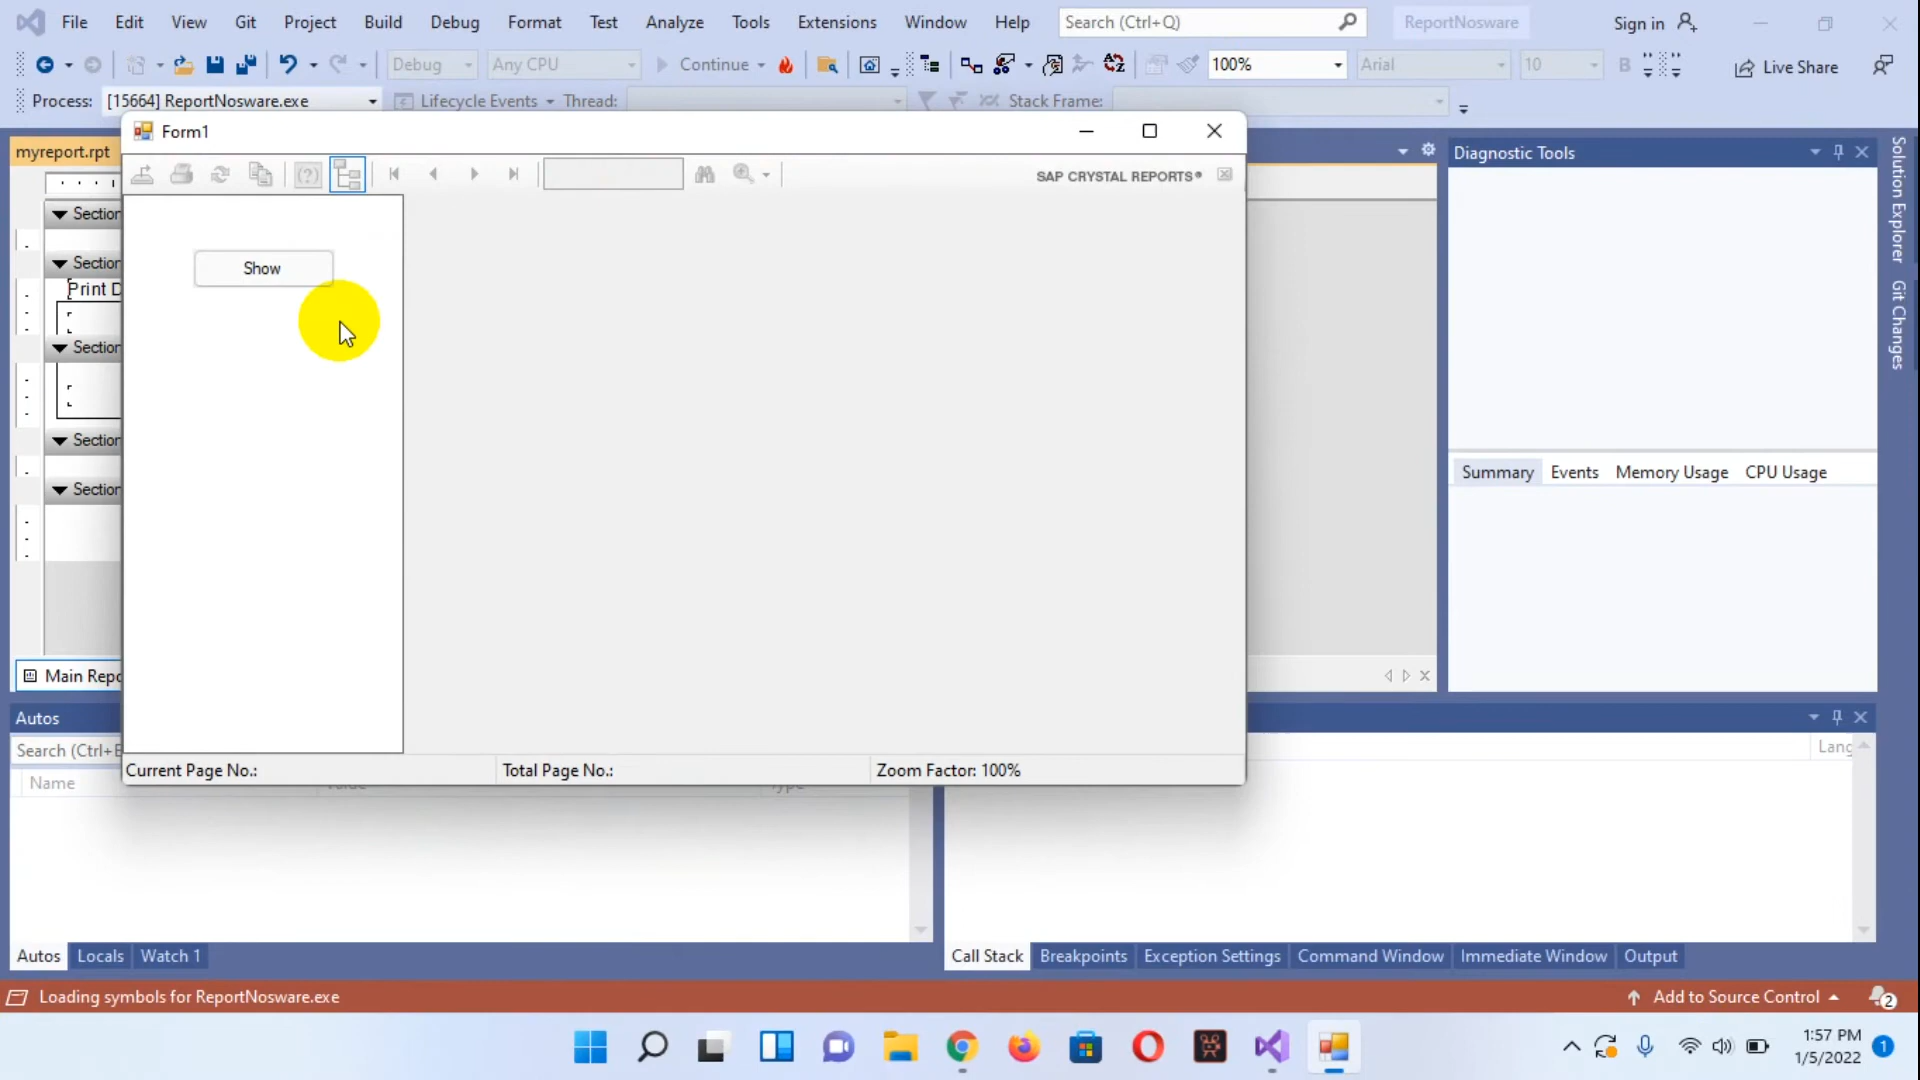 File Edit View Git Project Build Debug Format Test Analyze Tools Extensions Window Help Search (Ctrl+Q) ReportNosware Sign in
Debug Any CPU Continue 100% Arial 10 B Live Share
Process: [15664] ReportNosware.exe Lifecycle Events Thread: Stack Frame:
Form1
myreport.rpt
Diagnostic Tools
SAP CRYSTAL REPORTS®
Solution Explorer
Git Changes
Section
Show
Section
Print D
Section
Section
Summary Events Memory Usage CPU Usage
Section
Main Repo
Autos
Search (Ctrl+E
Lang
Current Page No.: Total Page No.: Zoom Factor: 100%
Name
Autos Locals Watch 1 Call Stack Breakpoints Exception Settings Command Window Immediate Window Output
Loading symbols for ReportNosware.exe Add to Source Control 2
1:57 PM
1/5/2022 1